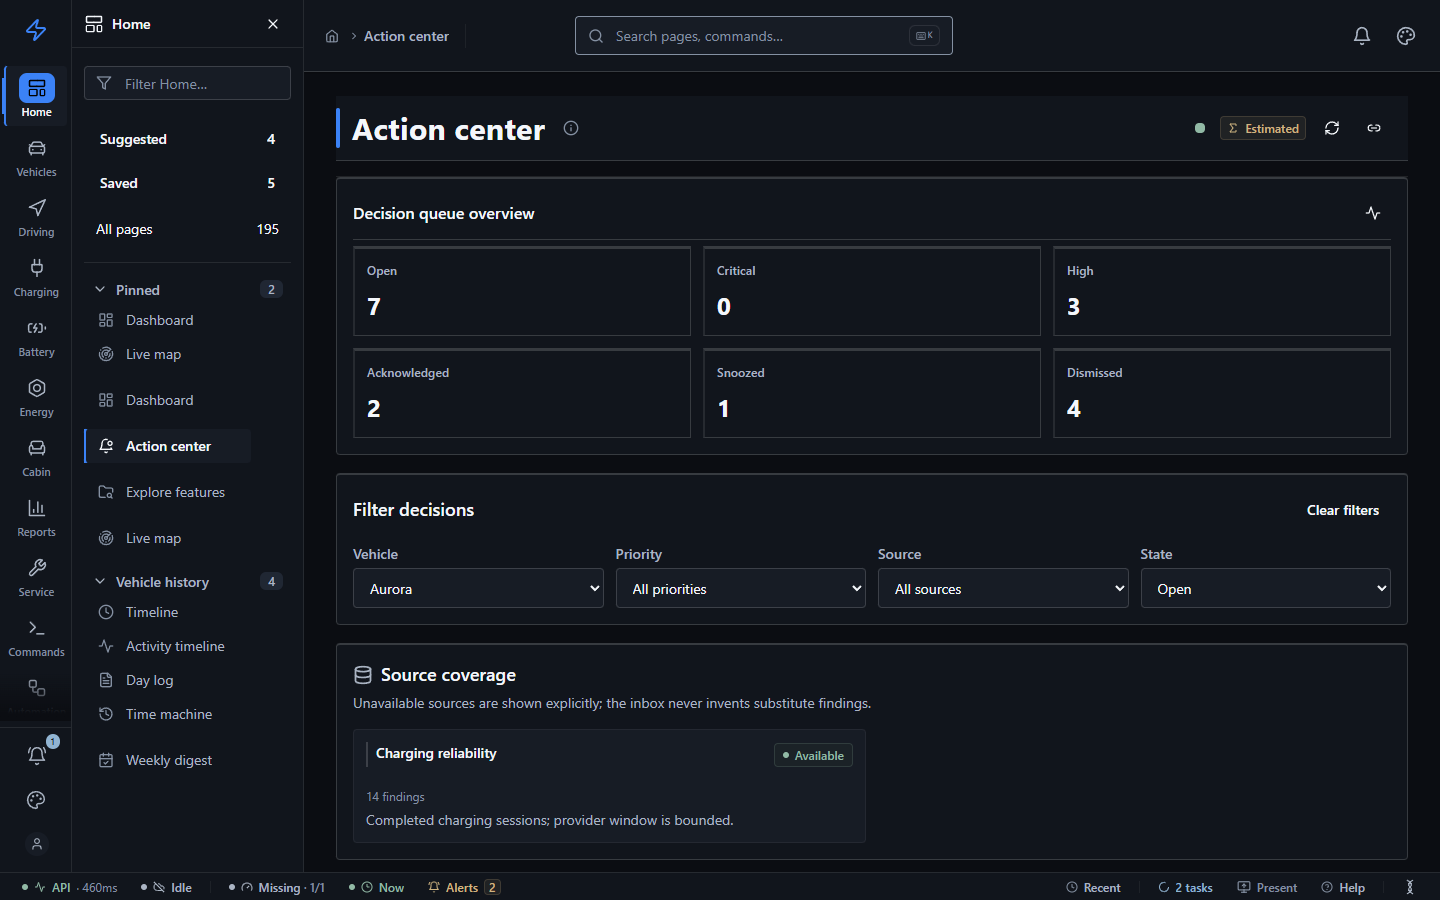 Home
Vehicles
Driving
Charging
Battery
Energy
Cabin
Reports
Service
Commands
1
Home
Filter Home...
Suggested 4
Saved 5
All pages 195
Pinned 2
Dashboard
Live map
Dashboard
Action center
Explore features
Live map
Vehicle history 4
Timeline
Activity timeline
Day log
Time machine
Weekly digest
Action center
Search pages, commands...
K
Action center
Estimated
Decision queue overview
Open
7
Critical
0
High
3
Acknowledged
2
Snoozed
1
Dismissed
4
Filter decisions
Clear filters
Vehicle
Aurora
Priority
All priorities
Source
All sources
State
Open
Source coverage
Unavailable sources are shown explicitly; the inbox never invents substitute findings.
Charging reliability
Available
14 findings
Completed charging sessions; provider window is bounded.
API · 460ms
Idle
Missing · 1/1
Now
Alerts 2
Recent
2 tasks
Present
Help